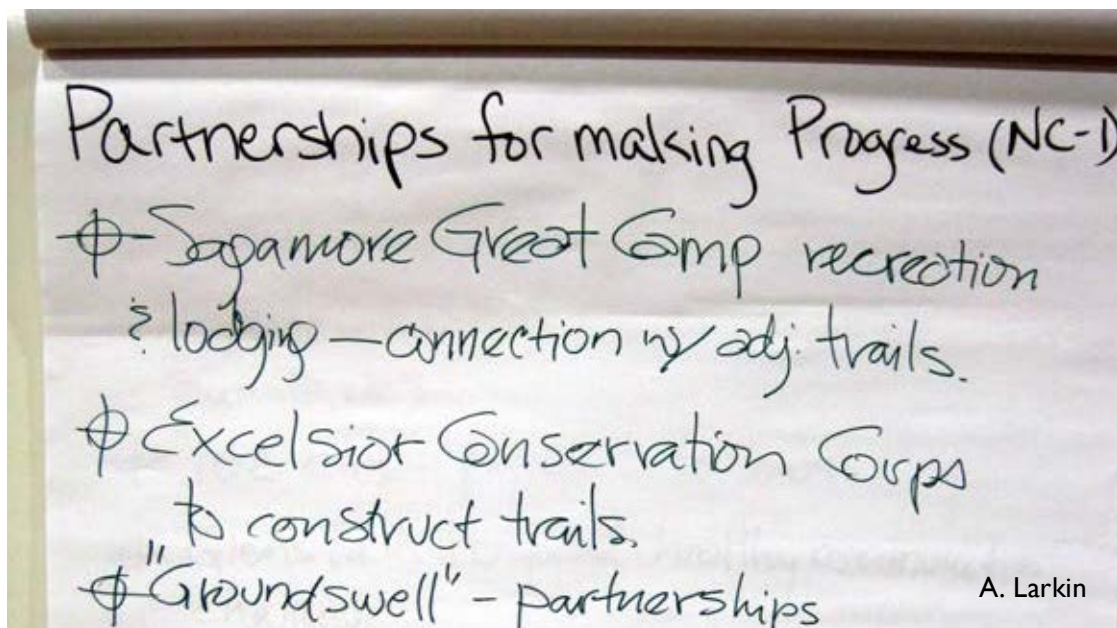 Partnerships for making Progress (NC-1)
Sagamore Great Camp recreation
& lodging – connection w/ adj. trails.
Excelsior Conservation Corps
to construct trails.
"Groundswell" - partnerships
A. Larkin